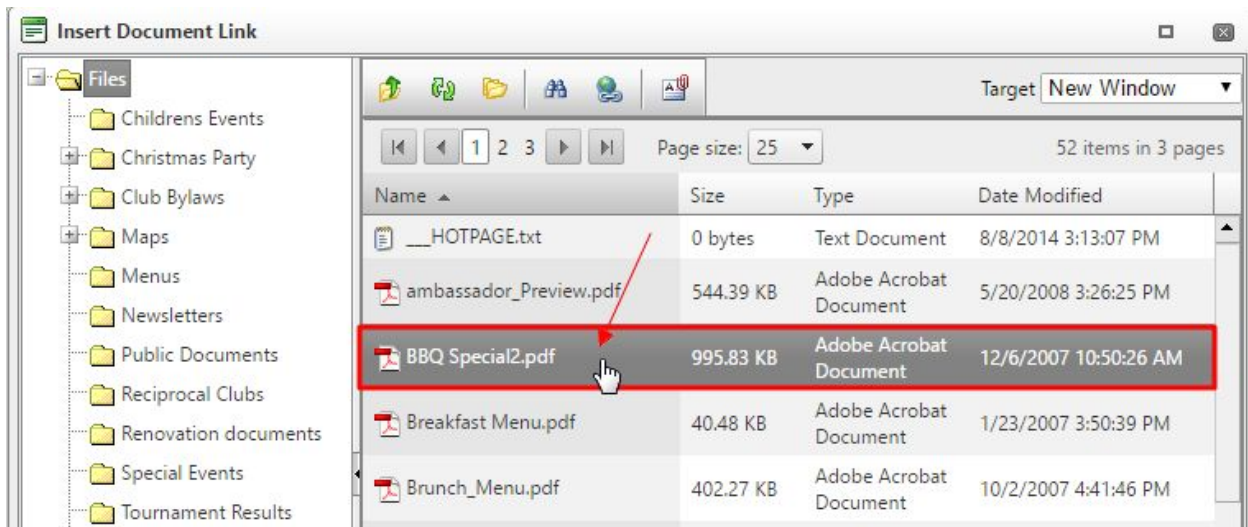 Insert Document Link
Files
Childrens Events
Christmas Party
Club Bylaws
Maps
Menus
Newsletters
Public Documents
Reciprocal Clubs
Renovation documents
Special Events
Tournament Results
Target New Window
1 2 3 Page size: 25 52 items in 3 pages
Name Size Type Date Modified
___HOTPAGE.txt 0 bytes Text Document 8/8/2014 3:13:07 PM
ambassador_Preview.pdf 544.39 KB Adobe Acrobat Document 5/20/2008 3:26:25 PM
BBQ Special2.pdf 995.83 KB Adobe Acrobat Document 12/6/2007 10:50:26 AM
Breakfast Menu.pdf 40.48 KB Adobe Acrobat Document 1/23/2007 3:50:39 PM
Brunch_Menu.pdf 402.27 KB Adobe Acrobat Document 10/2/2007 4:41:46 PM